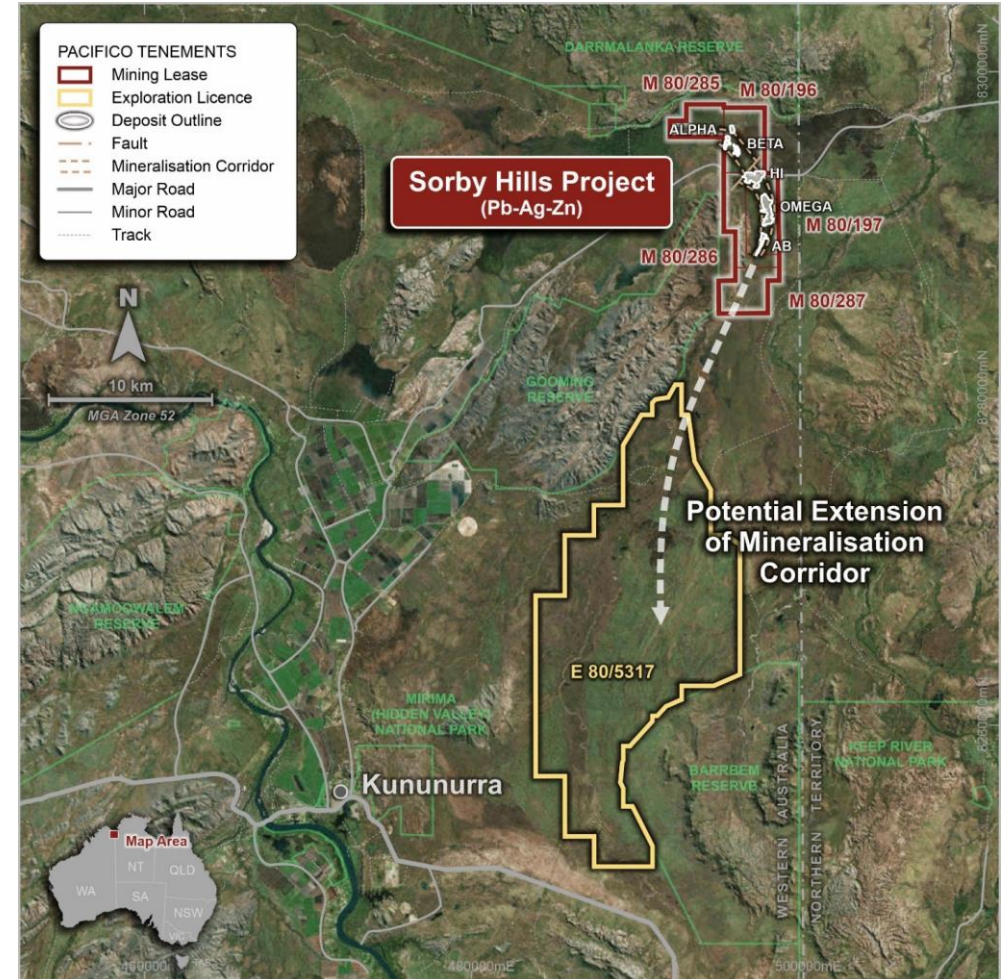 PACIFICO TENEMENTS
Mining Lease
Exploration Licence
Deposit Outline
Fault
Mineralisation Corridor
Major Road
Minor Road
Track
DARRMALANKA RESERVE
8300000mN
M 80/285
M 80/196
ALPHA
BETA
HI
OMEGA
AB
M 80/197
M 80/286
M 80/287
Sorby Hills Project
(Pb-Ag-Zn)
N
10 km
MGA Zone 52
GOOMING
RESERVE
Potential Extension
of Mineralisation
Corridor
E 80/5317
RESERVE
MIRIMA
(HIDDEN VALLEY)
NATIONAL PARK
Kununurra
BARRBEM
RESERVE
KEEP RIVER
NATIONAL PARK
WESTERN AUSTRALIA
NORTHERN TERRITORY
Map Area
WA
NT
QLD
SA
NSW
VIC
480000mE
500000mE